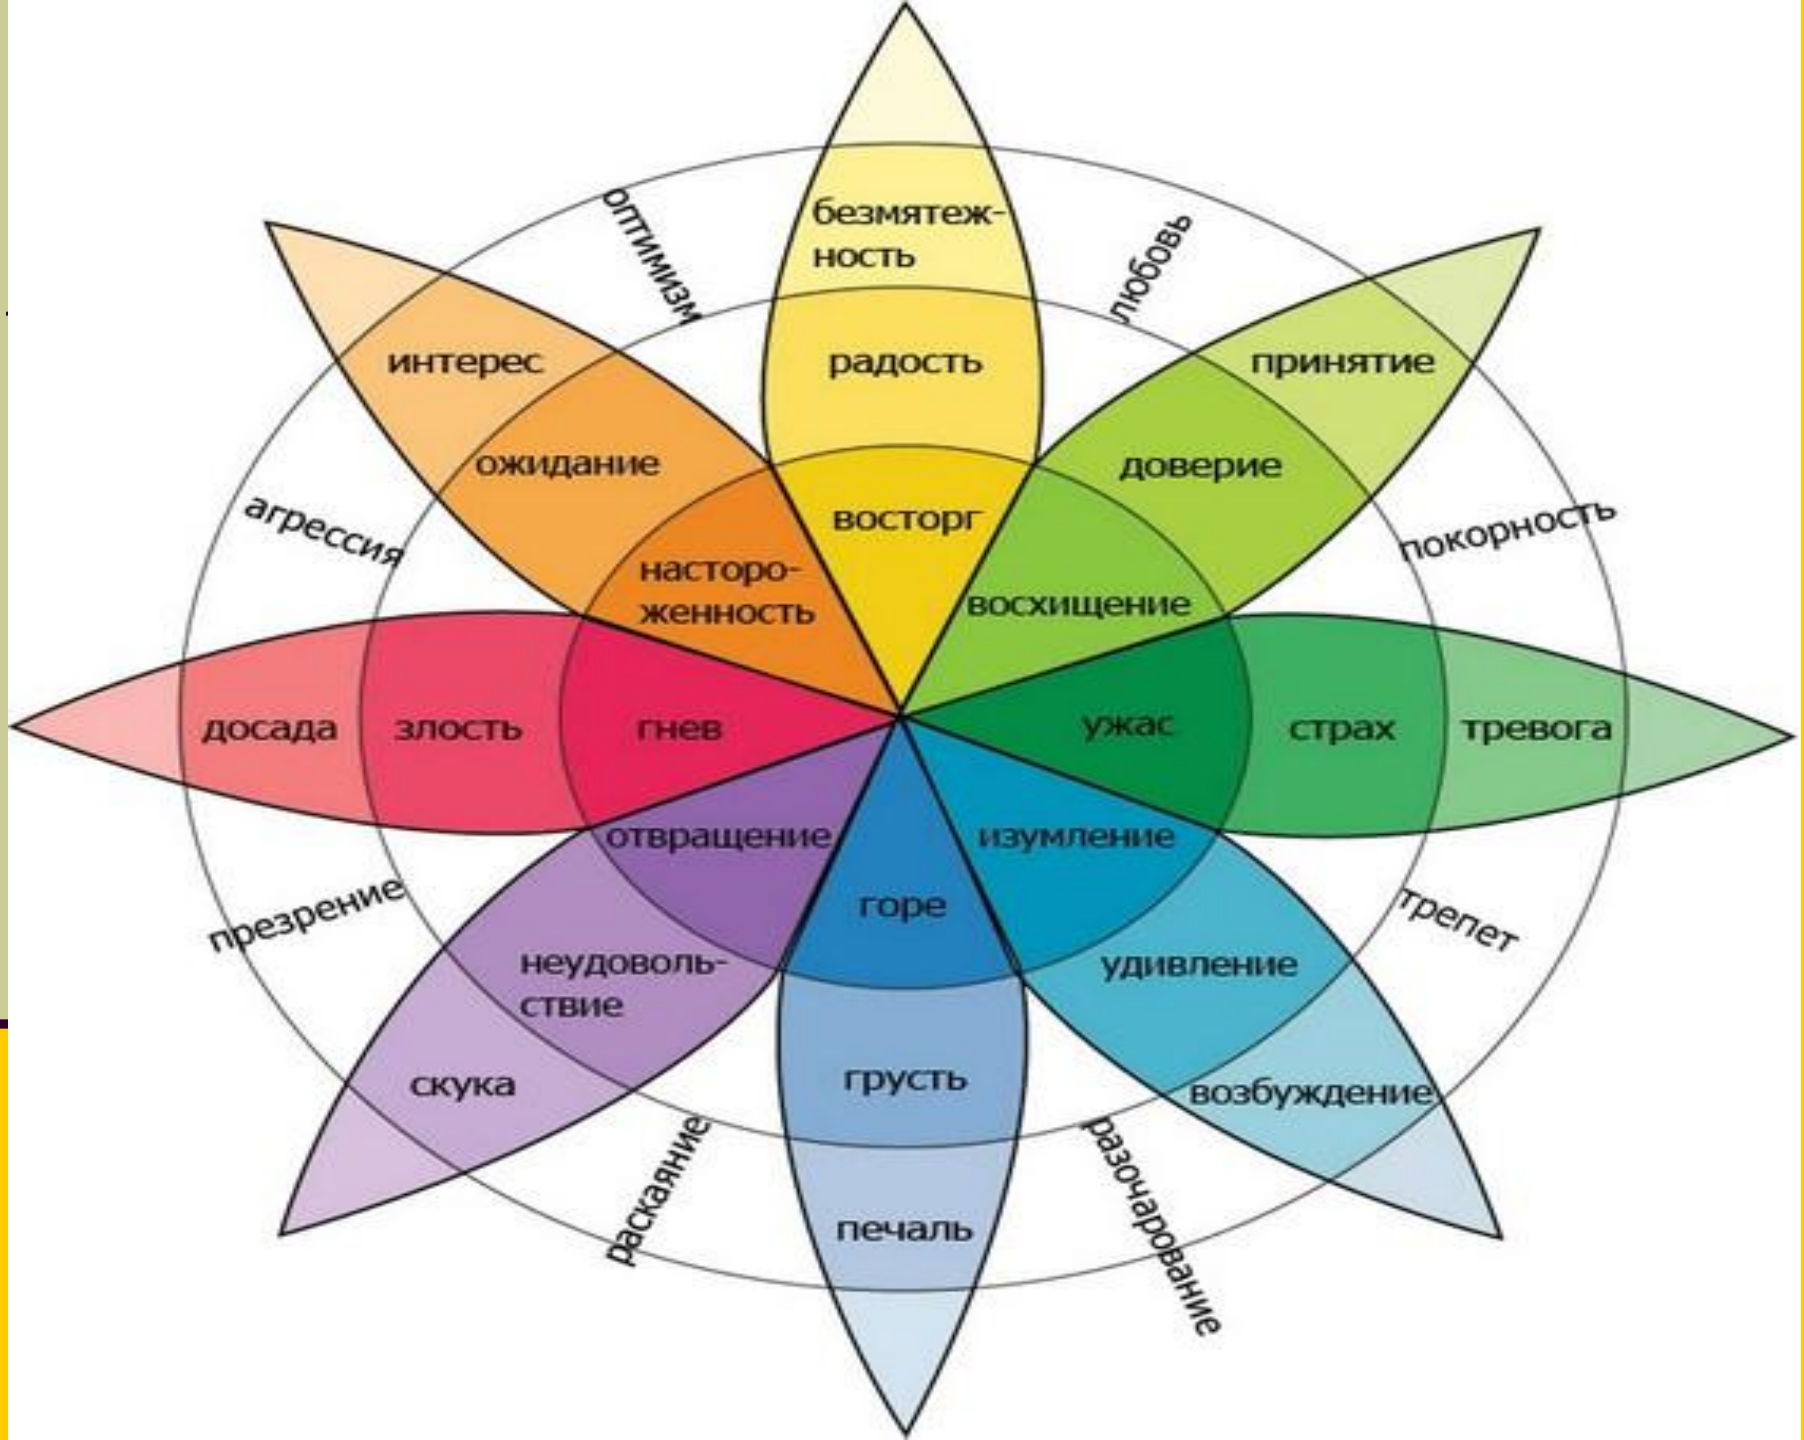 оптимизм
безмятеж-
ность
любовь
интерес
радость
принятие
ожидание
доверие
агрессия
восторг
покорность
насторо-
женность
восхищение
досада
злость
гнев
ужас
страх
тревога
отвращение
изумление
презрение
горе
трепет
неудоволь-
ствие
удивление
скука
грусть
возбуждение
раскаяние
печаль
разочарование